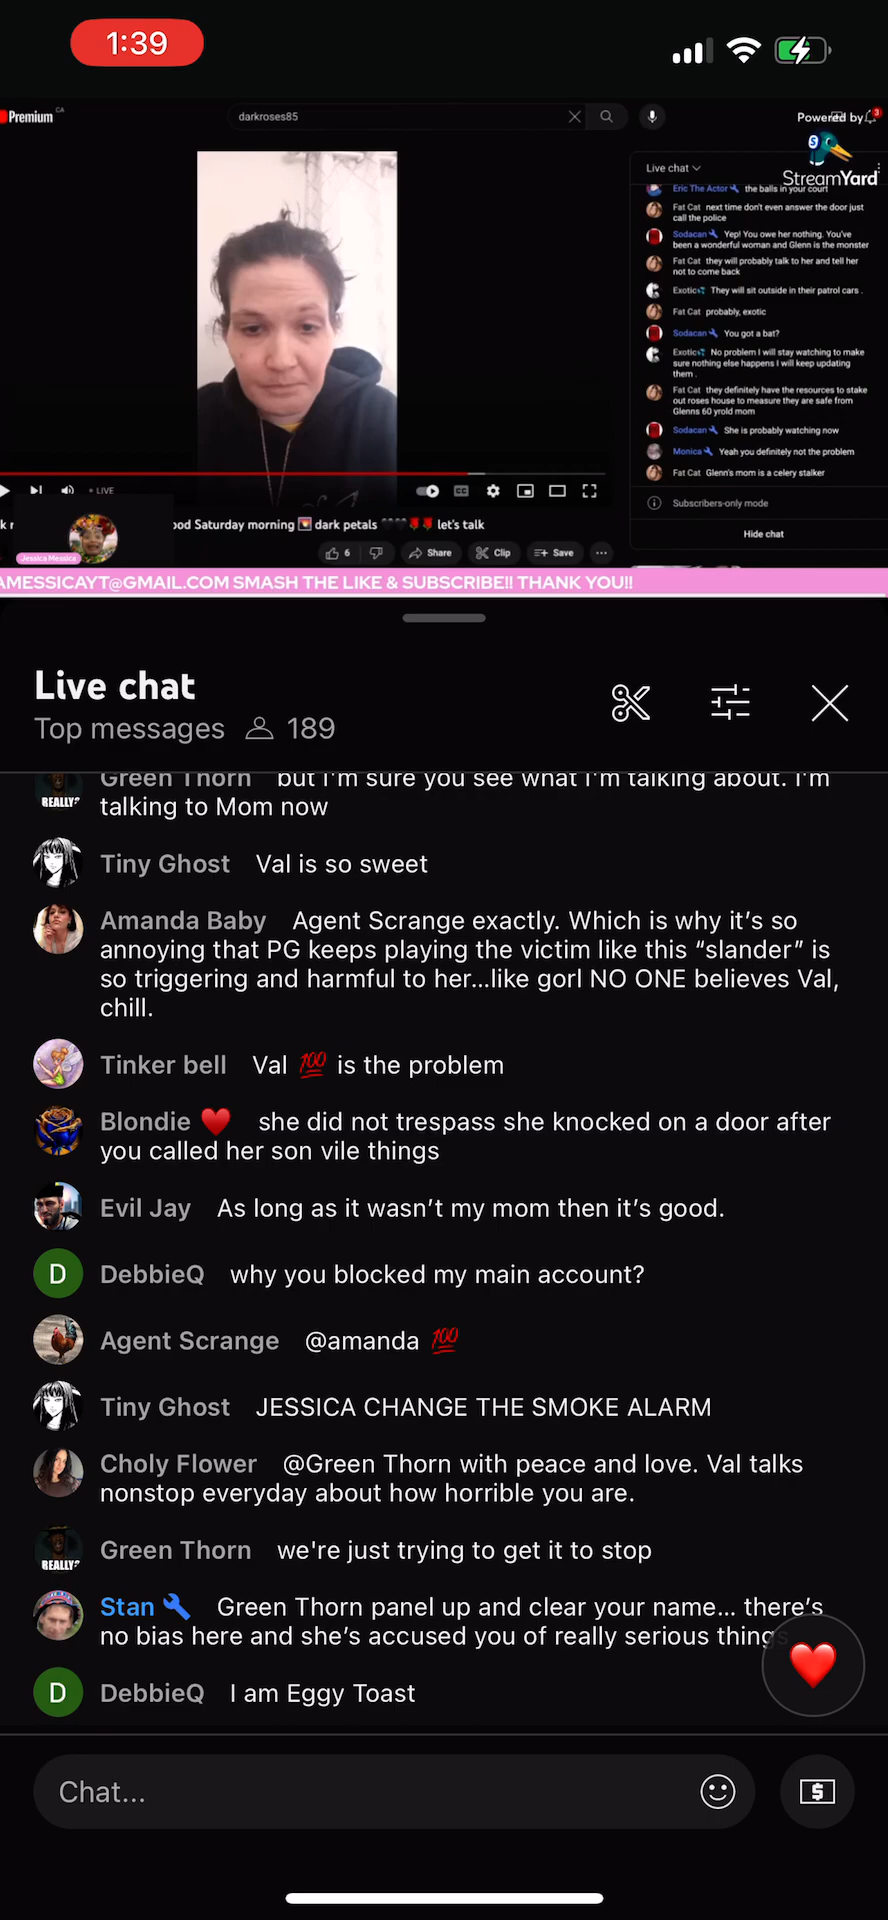 1:39
Premium CA
darkroses85
Powered by
3
StreamYard
Live chat
Eric The Actor the balls in your court
Fat Cat next time don't even answer the door just
call the police
Sodacan Yep! You owe her nothing. You've
been a wonderful woman and Glenn is the monster
Fat Cat they will probably talk to her and tell her
not to come back
Exotic They will sit outside in their patrol cars .
Fat Cat probably, exotic
Sodacan You got a bat?
Exotic No problem I will stay watching to make
sure nothing else happens I will keep updating
them .
Fat Cat they definitely have the resources to stake
out roses house to measure they are safe from
Glenns 60 yrold mom
Sodacan She is probably watching now
Monica Yeah you definitely not the problem
Fat Cat Glenn's mom is a celery stalker
Subscribers-only mode
Hide chat
• LIVE
ood Saturday morning 🌅 dark petals 🖤🖤🌹🌹 let's talk
Jessica Messica
6 Share Clip Save ...
AMESSICAYT@GMAIL.COM SMASH THE LIKE & SUBSCRIBE!! THANK YOU!!
Live chat
Top messages 189
Green Thorn but I'm sure you see what I'm talking about. I'm
talking to Mom now
REALLY?
Tiny Ghost Val is so sweet
Amanda Baby Agent Scrange exactly. Which is why it’s so
annoying that PG keeps playing the victim like this “slander” is
so triggering and harmful to her...like gorl NO ONE believes Val,
chill.
Tinker bell Val 💯 is the problem
Blondie ♥️ she did not trespass she knocked on a door after
you called her son vile things
Evil Jay As long as it wasn’t my mom then it’s good.
D DebbieQ why you blocked my main account?
Agent Scrange @amanda 💯
Tiny Ghost JESSICA CHANGE THE SMOKE ALARM
Choly Flower @Green Thorn with peace and love. Val talks
nonstop everyday about how horrible you are.
Green Thorn we're just trying to get it to stop
REALLY?
Stan Green Thorn panel up and clear your name... there’s
no bias here and she’s accused you of really serious things
D DebbieQ I am Eggy Toast
Chat...